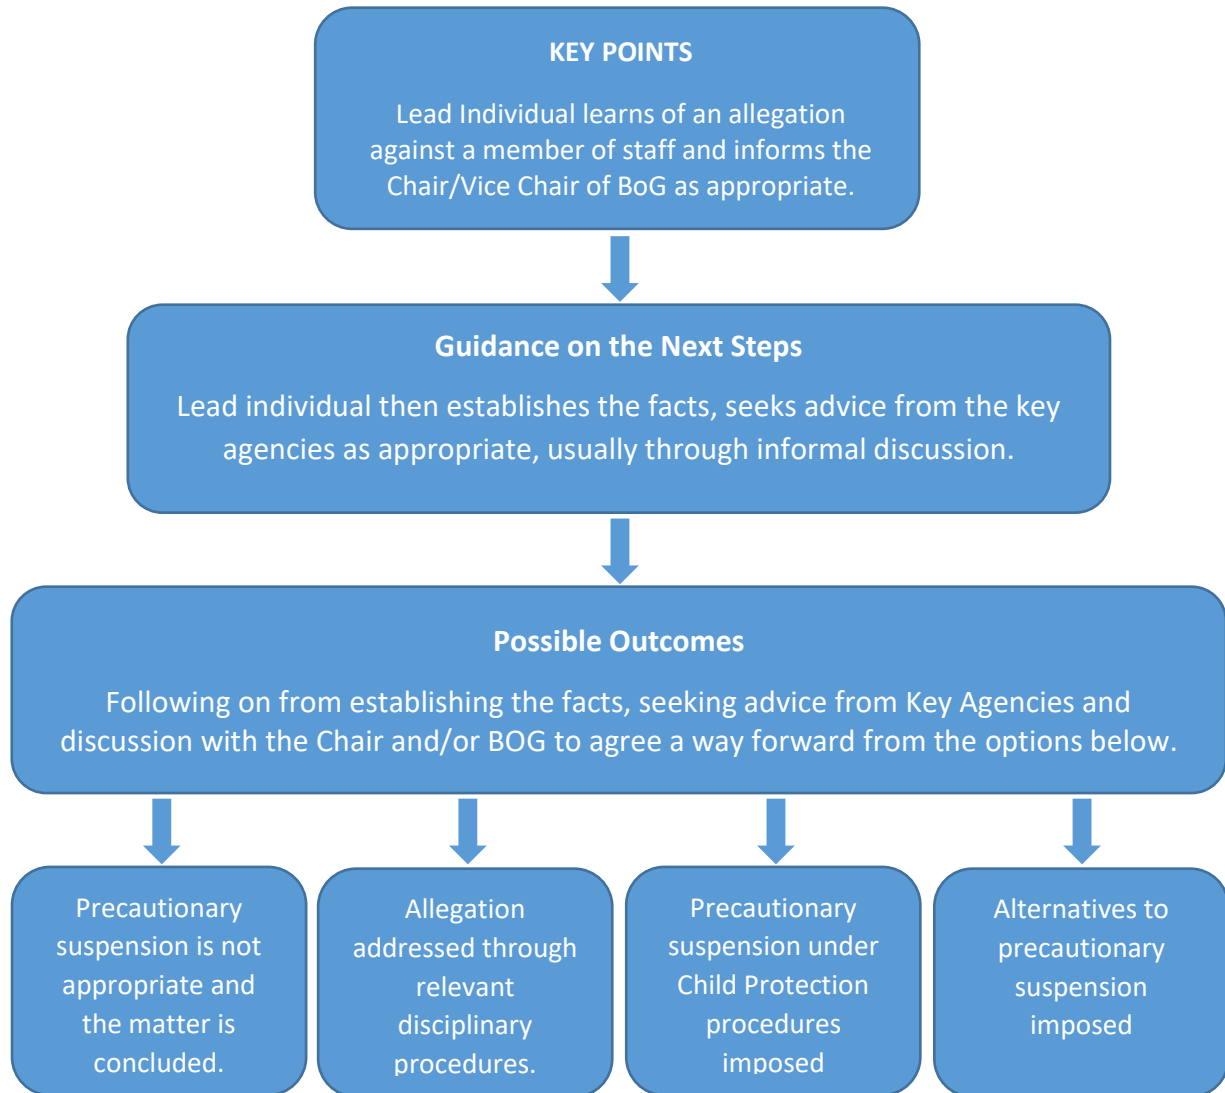 KEY POINTS
Lead Individual learns of an allegation
against a member of staff and informs the
Chair/Vice Chair of BoG as appropriate.
Guidance on the Next Steps
Lead individual then establishes the facts, seeks advice from the key
agencies as appropriate, usually through informal discussion.
Possible Outcomes
Following on from establishing the facts, seeking advice from Key Agencies and
discussion with the Chair and/or BOG to agree a way forward from the options below.
Precautionary
suspension is not
appropriate and
the matter is
concluded.
Allegation
addressed through
relevant
disciplinary
procedures.
Precautionary
suspension under
Child Protection
procedures
imposed
Alternatives to
precautionary
suspension
imposed